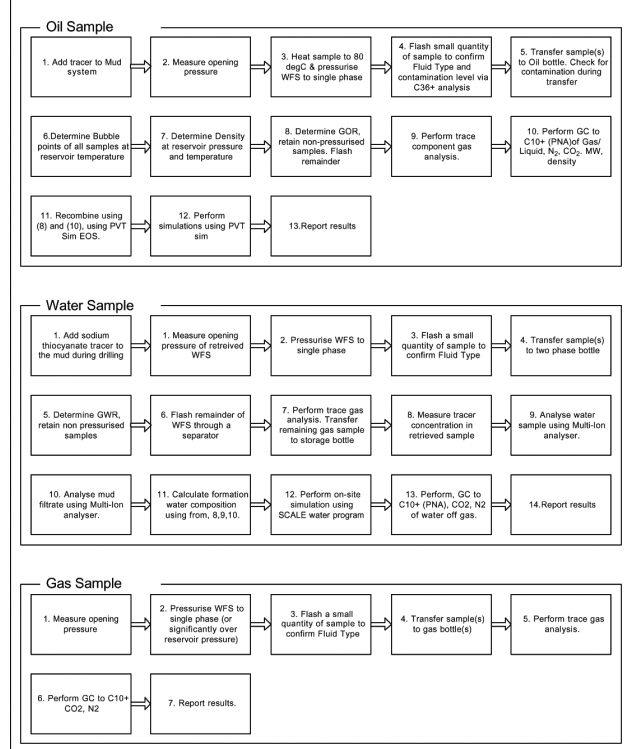 Oil Sample
1. Add tracer to Mud
system
2. Measure opening
pressure
3. Heat sample to 80
degC & pressurise
WFS to single phase
4. Flash small quantity
of sample to confirm
Fluid Type and
contamination level via
C36+ analysis
5. Transfer sample(s)
to Oil bottle. Check for
contamination during
transfer
6.Determine Bubble
points of all samples at
reservoir temperature
7. Determine Density
at reservoir pressure
and temperature
8. Determine GOR,
retain non-pressurised
samples. Flash
remainder
9. Perform trace
component gas
analysis.
10. Perform GC to
C10+ (PNA)of Gas/
Liquid, N2, CO2. MW,
density
11. Recombine using
(8) and (10), using PVT
Sim EOS.
12. Perform
simulations using PVT
sim
13.Report results
Water Sample
1. Add sodium
thiocyanate tracer to
the mud during drilling
1. Measure opening
pressure of retreived
WFS
2. Pressurise WFS to
single phase
3. Flash a small
quantity of sample to
confirm Fluid Type
4. Transfer sample(s)
to two phase bottle
5. Determine GWR,
retain non pressurised
samples
6. Flash remainder of
WFS through a
separator
7. Perform trace gas
analysis. Transfer
remaining gas sample
to storage bottle
8. Measure tracer
concentration in
retrieved sample
9. Analyse water
sample using Multi-Ion
analyser.
10. Analyse mud
filtrate using Multi-Ion
analyser.
11. Calculate formation
water composition
using from, 8,9,10.
12. Perform on-site
simulation using
SCALE water program
13. Perform, GC to
C10+ (PNA), CO2, N2
of water off gas.
14.Report results
Gas Sample
1. Measure opening
pressure
2. Pressurise WFS to
single phase (or
significantly over
reservoir pressure)
3. Flash a small
quantity of sample to
confirm Fluid Type
4. Transfer sample(s)
to gas bottle(s)
5. Perform trace gas
analysis.
6. Perform GC to C10+
CO2, N2
7. Report results.